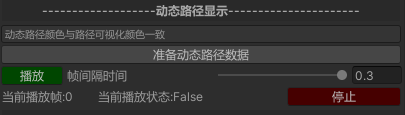 -------------------动态路径显示----------------------
动态路径颜色与路径可视化颜色一致
准备动态路径数据
播放 帧间隔时间 0.3
当前播放帧:0 当前播放状态:False 停止